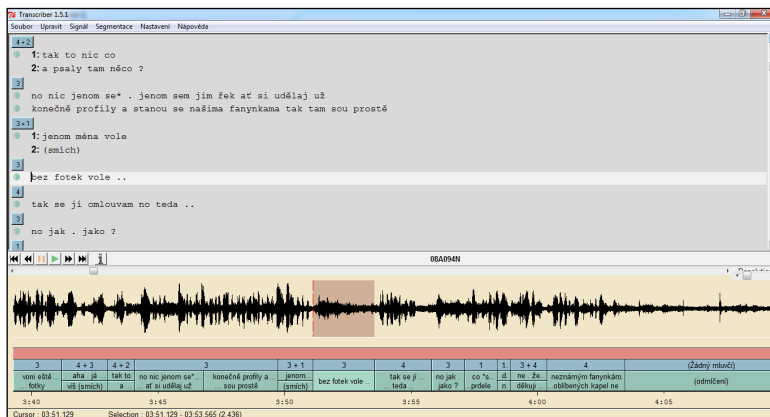 Transcriber 1.5.1
Soubor Upravit Signál Segmentace Nastavení Nápověda
4 + 2
1: tak to nic co
2: a psaly tam něco ?
3
no nic jenom se* . jenom sem jim řek ať si udělaj už
konečně profily a stanou se našima fanynkama tak tam sou prostě
3 + 1
1: jenom ména vole
2: (smích)
3
bez fotek vole ..
4
tak se jí omlouvam no teda ..
3
no jak . jako ?
1
08A094N
3 4 + 3 4 + 2 3 3 + 1 3 4 3 1 1. 3 + 4 4 (Žádný mluvčí)
voni eště aha . já .. tak to. no nic jenom se* .. konečně profily a... jenom.. bez fotek vole .. tak se jí ... no jak . co *s. d. ne . že.. neznámým fanynkám (odmlčení)
... fotky víš (smích) a ... ... ať si udělaj už ... sou prostě (smích) ... teda .. jako ? prdele n. děkuji .. ..oblíbených kapel ne
3:40 3:45 3:50 3:55 4:00 4:05
Cursor : 03:51.129 Selection : 03:51.129 - 03:53.565 (2.436)